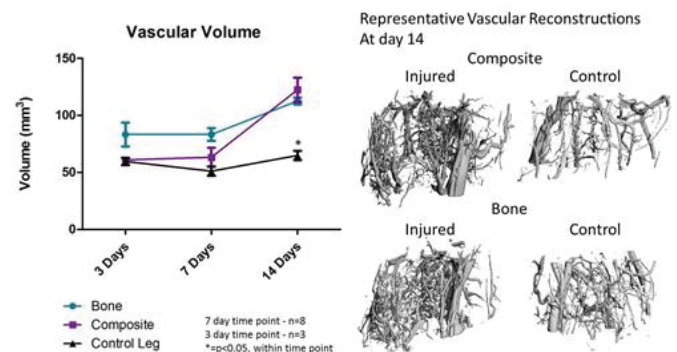 Vascular Volume
150
100
50
0
Volume (mm³)
3 Days
7 Days
14 Days
*
Bone
Composite
Control Leg
7 day time point - n=8
3 day time point - n=3
*=p<0.05, within time point
Representative Vascular Reconstructions
At day 14
Composite
Injured Control
Bone
Injured Control